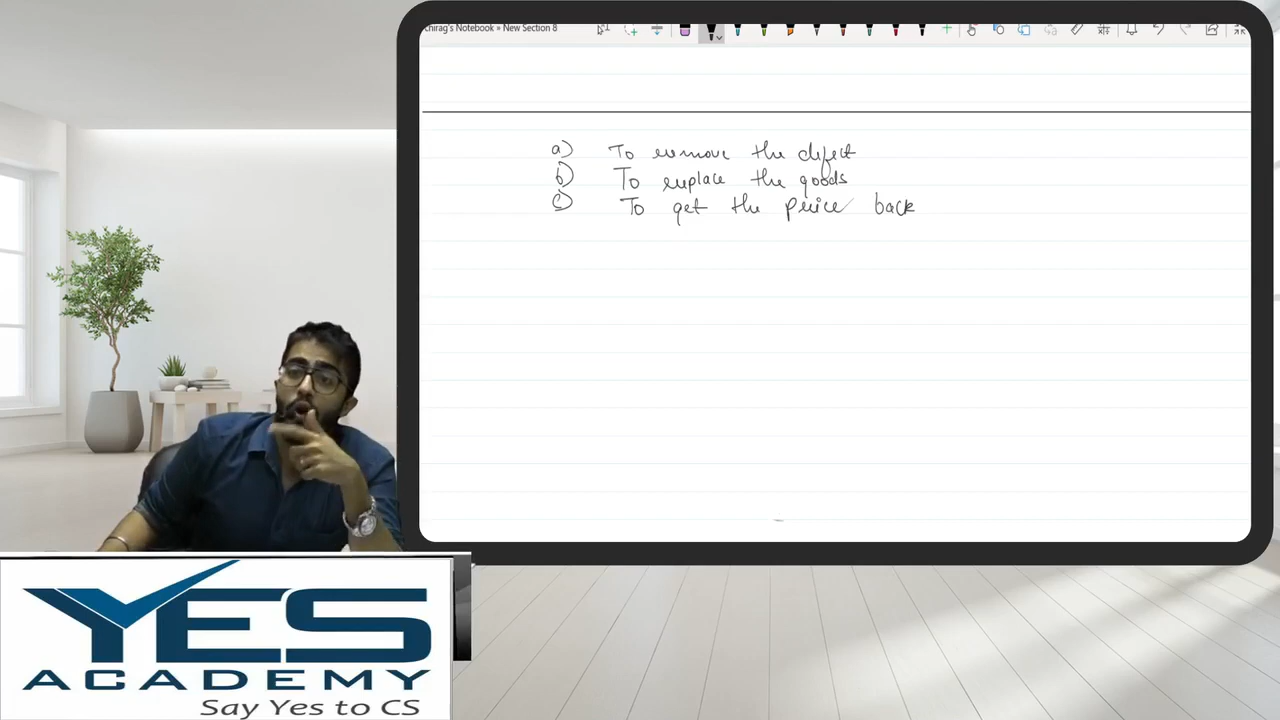 chirag's Notebook » New Section 8
a) To remove the defect
b) To replace the goods
c) To get the price back
YES
ACADEMY
Say Yes to CS